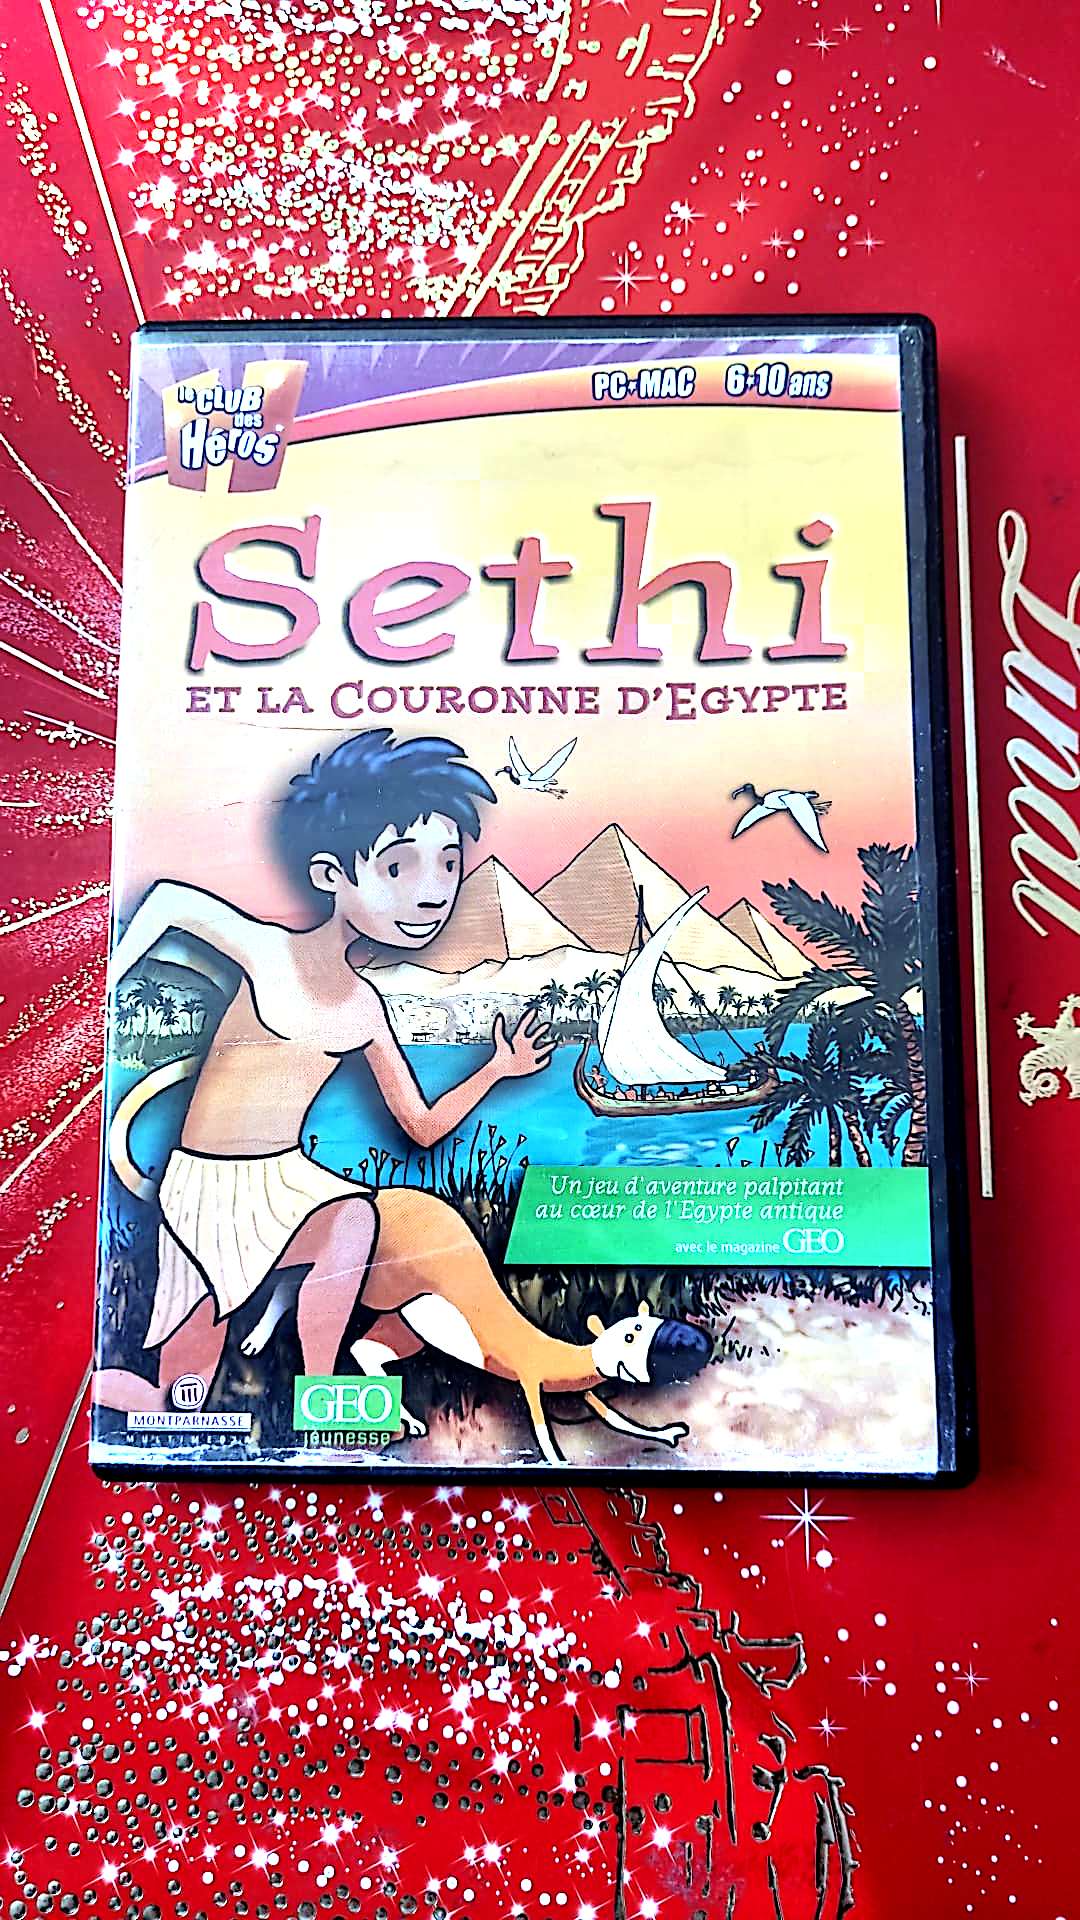 le CLUB
des
Héros
PC-MAC 6-10 ans
Sethi
ET LA COURONNE D'EGYPTE
Un jeu d'aventure palpitant
au cœur de l'Egypte antique
avec le magazine GEO
MONTPARNASSE
MULTIMEDIA
GEO
jeunesse